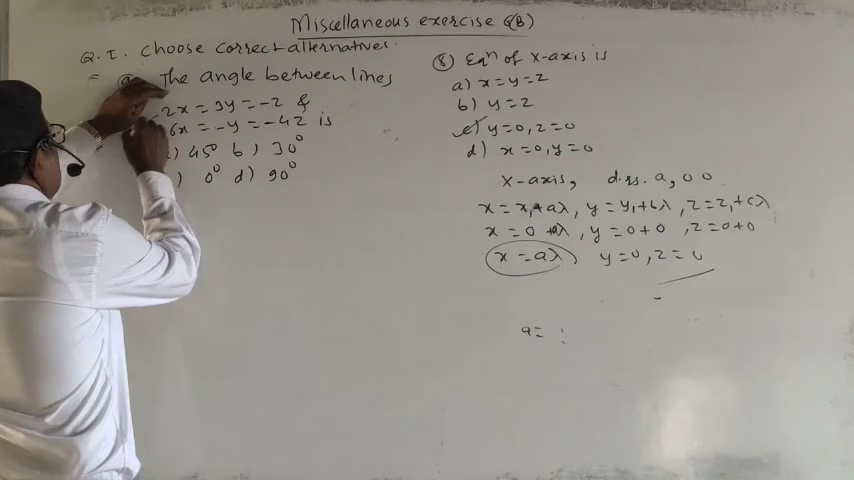 Miscellaneous exercise 6(B)
Q.I. Choose correct alternatives.
The angle between lines
2x = 3y = -z &
6x = -y = -4z is
) 45° b) 30°
) 0° d) 90°
(8) Eqn of X-axis is
a) x=y=z
b) y=z
c) y=0, z=0
d) x=0, y=0
X-axis, d.rs. a, 0 0
x = x1+aλ, y = y1+bλ, z = z1+cλ
x = 0 +aλ, y = 0+0, z = 0+0
x = aλ, y=0, z = 0
a= :